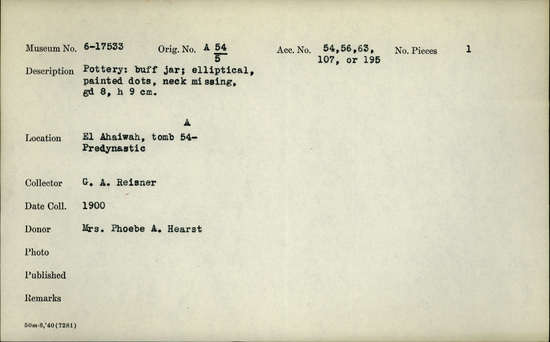 Museum No. 6-17533 Orig. No. A 54/5 Acc. No. 54,56,63, 107, or 195 No. Pieces 1
Description Pottery: buff jar; elliptical,
painted dots, neck missing,
gd 8, h 9 cm.
A
Location El Ahaiwah, tomb 54-
Predynastic
Collector G. A. Reisner
Date Coll. 1900
Donor Mrs. Phoebe A. Hearst
Photo
Published
Remarks
50m-8,'40(7281)